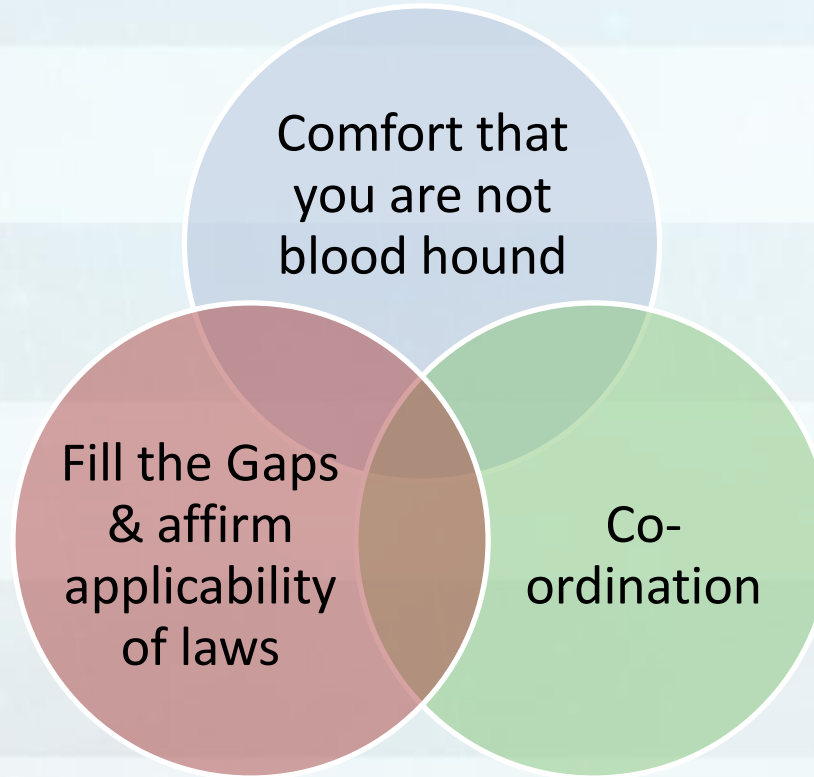 Comfort that
you are not
blood hound
Fill the Gaps
& affirm
applicability
of laws
Co-
ordination